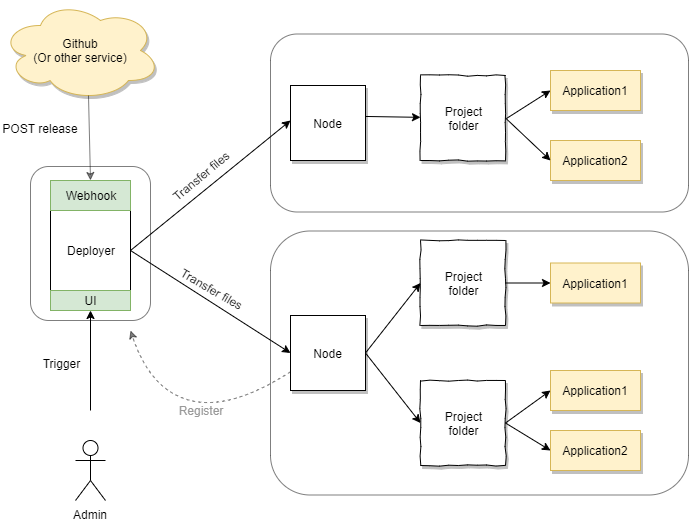 Github
(Or other service)
POST release
Webhook
Deployer
UI
Trigger
Admin
Transfer files
Transfer files
Register
Node
Project
folder
Application1
Application2
Node
Project
folder
Application1
Project
folder
Application1
Application2